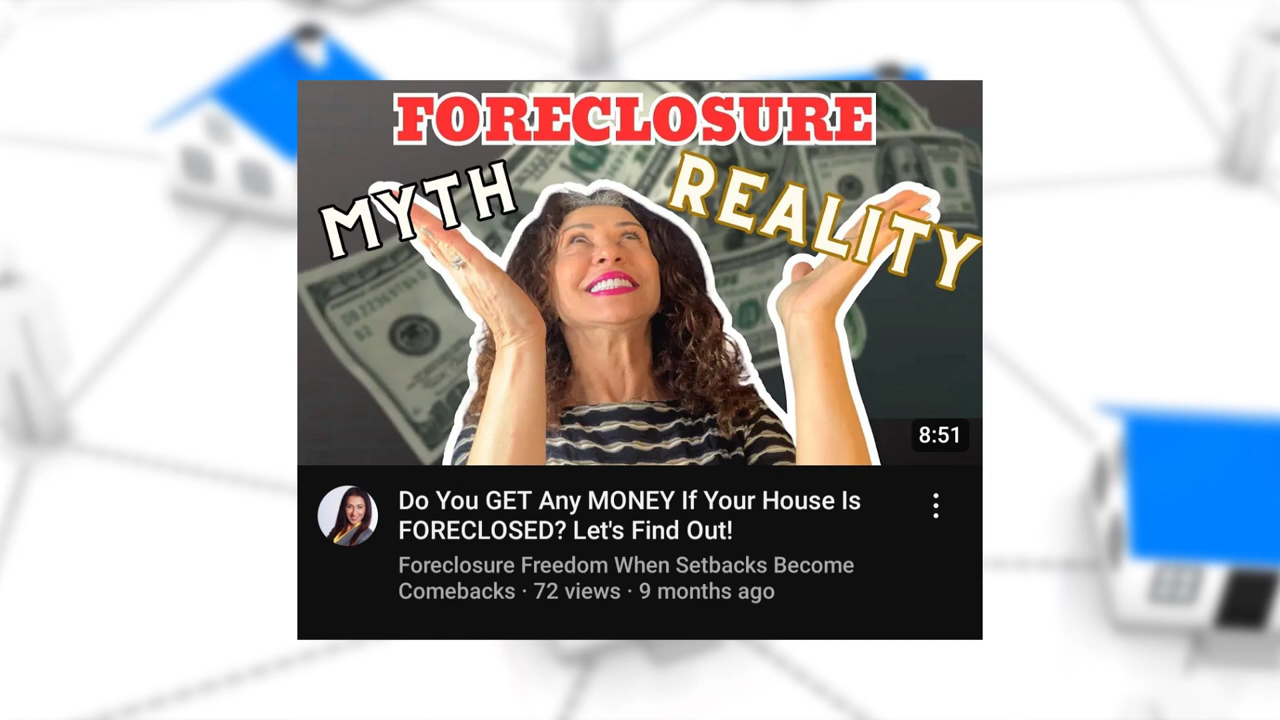 FORECLOSURE
MYTH
REALITY
8:51
Do You GET Any MONEY If Your House Is
FORECLOSED? Let's Find Out!
Foreclosure Freedom When Setbacks Become
Comebacks · 72 views · 9 months ago